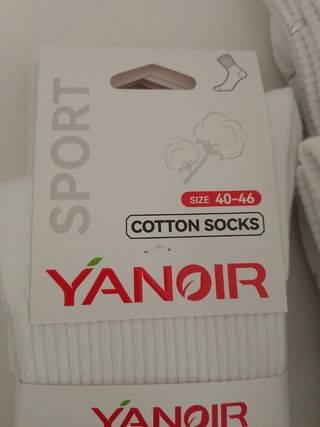 SPORT
SIZE 40-46
COTTON SOCKS
YANOIR
YANOIR